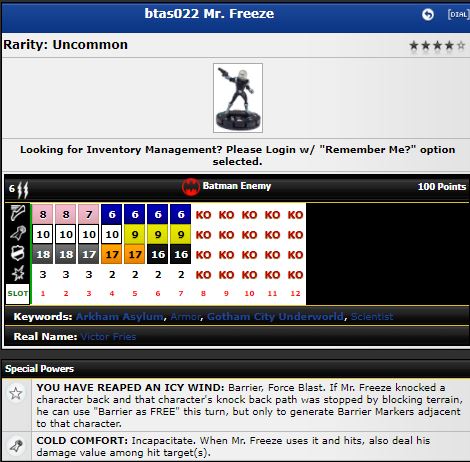 btas022 Mr. Freeze
[DIAL]
Rarity: Uncommon
Looking for Inventory Management? Please Login w/ "Remember Me?" option
selected.
6 Batman Enemy 100 Points
8 8 7 6 6 6 6 KO KO KO KO KO
10 10 10 10 9 9 9 KO KO KO KO KO
18 18 17 17 17 16 16 KO KO KO KO KO
3 3 3 2 2 2 2 KO KO KO KO KO
SLOT 1 2 3 4 5 6 7 8 9 10 11 12
Keywords: Arkham Asylum, Armor, Gotham City Underworld, Scientist
Real Name: Victor Fries
Special Powers
YOU HAVE REAPED AN ICY WIND: Barrier, Force Blast. If Mr. Freeze knocked a
character back and that character's knock back path was stopped by blocking terrain,
he can use "Barrier as FREE" this turn, but only to generate Barrier Markers adjacent
to that character.
COLD COMFORT: Incapacitate. When Mr. Freeze uses it and hits, also deal his
damage value among hit target(s).